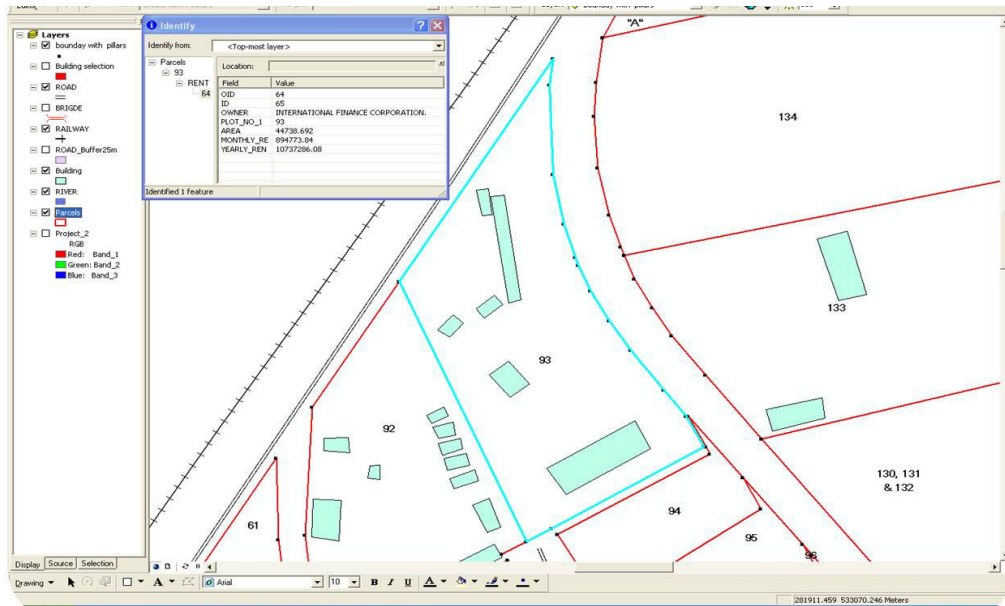 Identify
Identify from: <Top-most layer>
Parcels
93
RENT
64
Location:
Field Value
OID 64
ID 65
OWNER INTERNATIONAL FINANCE CORPORATION.
PLOT_NO_1 93
AREA 44738.692
MONTHLY_RE 894773.84
YEARLY_REN 10737286.08
Identified 1 feature
Layers
bounday with pillars
Building selection
ROAD
BRIGDE
RAILWAY
ROAD_Buffer25m
Building
RIVER
Parcels
Project_2
RGB
Red: Band_1
Green: Band_2
Blue: Band_3
"A"
134
133
93
92
130, 131
& 132
94
61
95
96
Display Source Selection
Drawing A Arial 10 B I U A
281911.459 533070.246 Meters